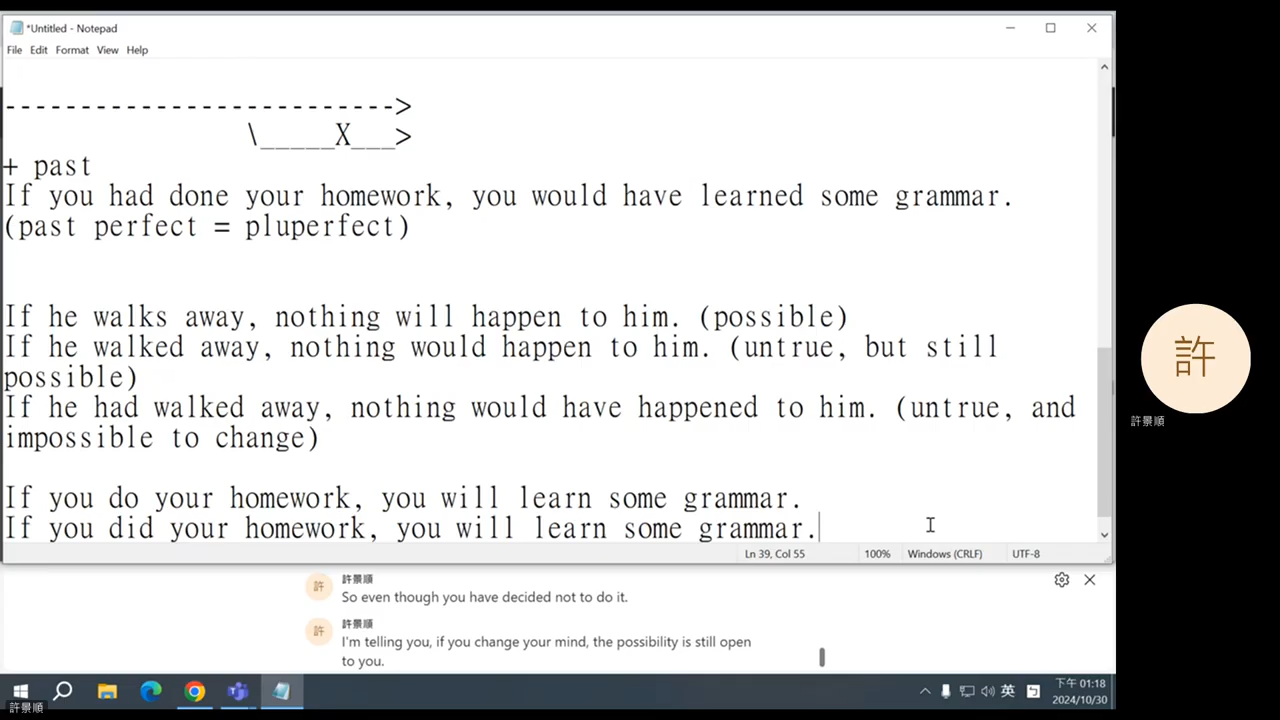 *Untitled - Notepad
File Edit Format View Help
-------------------------->
\_____X___>
+ past
If you had done your homework, you would have learned some grammar.
(past perfect = pluperfect)
If he walks away, nothing will happen to him. (possible)
If he walked away, nothing would happen to him. (untrue, but still
possible)
If he had walked away, nothing would have happened to him. (untrue, and
impossible to change)
If you do your homework, you will learn some grammar.
If you did your homework, you will learn some grammar.
Ln 39, Col 55 100% Windows (CRLF) UTF-8
許
許景順
許 許景順
So even though you have decided not to do it.
許 許景順
I'm telling you, if you change your mind, the possibility is still open
to you.
英 下午 01:18
2024/10/30
許景順